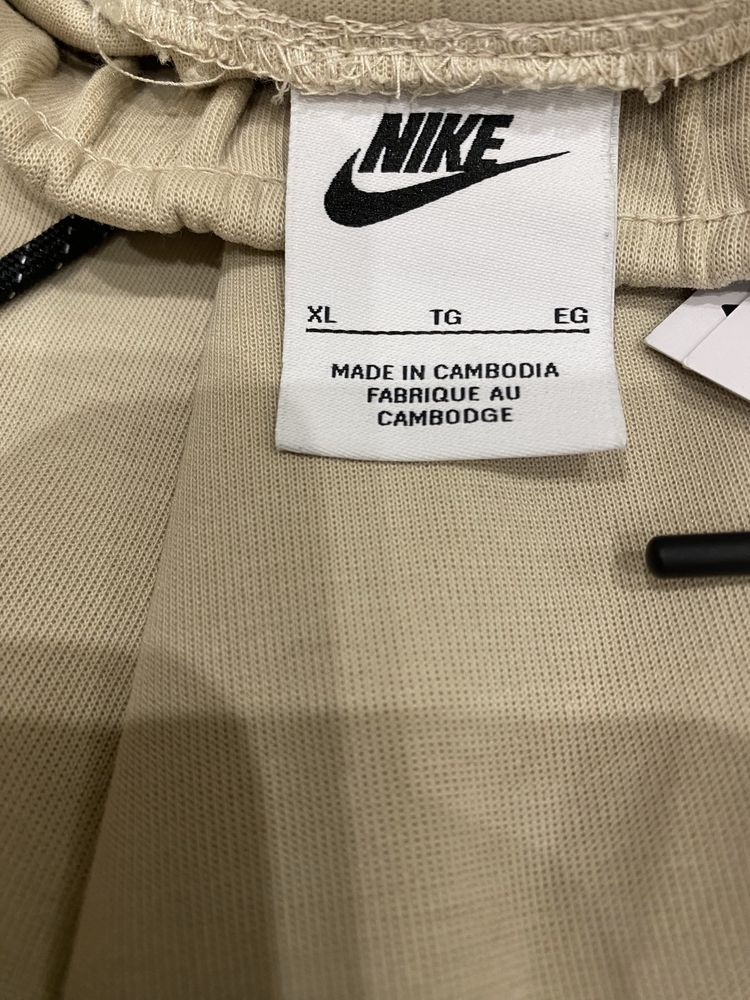 NIKE
XL TG EG
MADE IN CAMBODIA
FABRIQUE AU
CAMBODGE